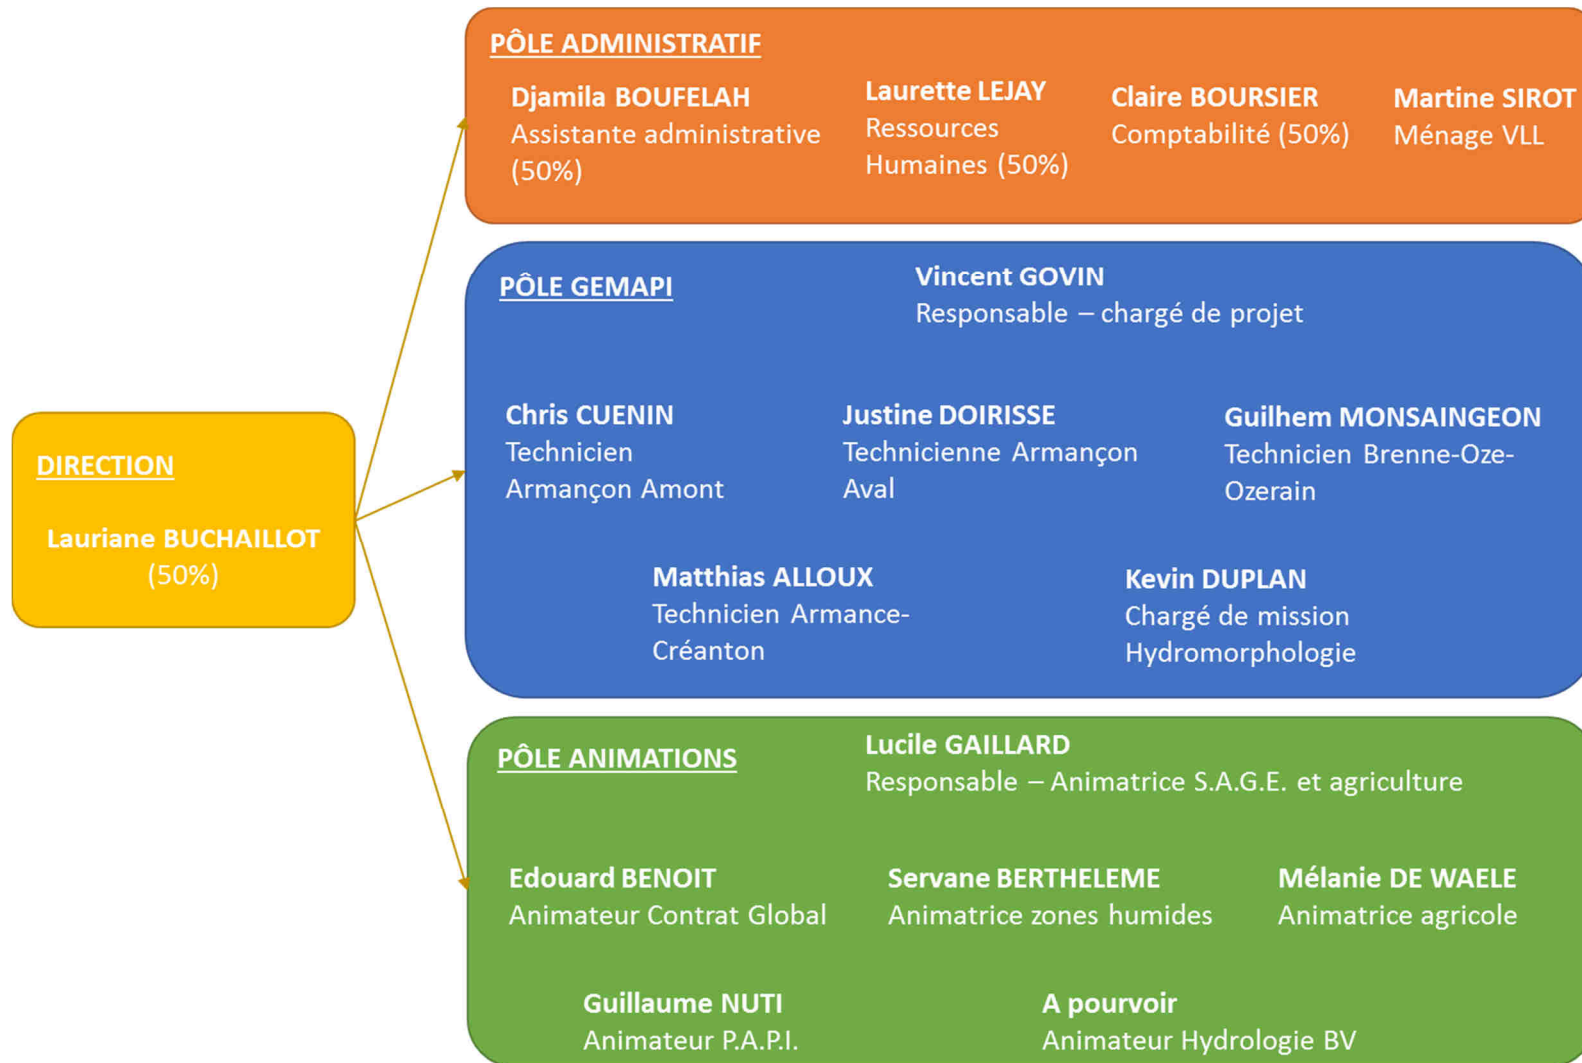 PÔLE ADMINISTRATIF
Djamila BOUFELAH
Assistante administrative
(50%)
Laurette LEJAY
Ressources
Humaines (50%)
Claire BOURSIER
Comptabilité (50%)
Martine SIROT
Ménage VLL
DIRECTION
Lauriane BUCHAILLOT
(50%)
PÔLE GEMAPI
Vincent GOVIN
Responsable – chargé de projet
Chris CUENIN
Technicien
Armançon Amont
Justine DOIRISSE
Technicienne Armançon
Aval
Guilhem MONSAINGEON
Technicien Brenne-Oze-
Ozerain
Matthias ALLOUX
Technicien Armance-
Créanton
Kevin DUPLAN
Chargé de mission
Hydromorphologie
PÔLE ANIMATIONS
Lucile GAILLARD
Responsable – Animatrice S.A.G.E. et agriculture
Edouard BENOIT
Animateur Contrat Global
Servane BERTHELEME
Animatrice zones humides
Mélanie DE WAELE
Animatrice agricole
Guillaume NUTI
Animateur P.A.P.I.
A pourvoir
Animateur Hydrologie BV